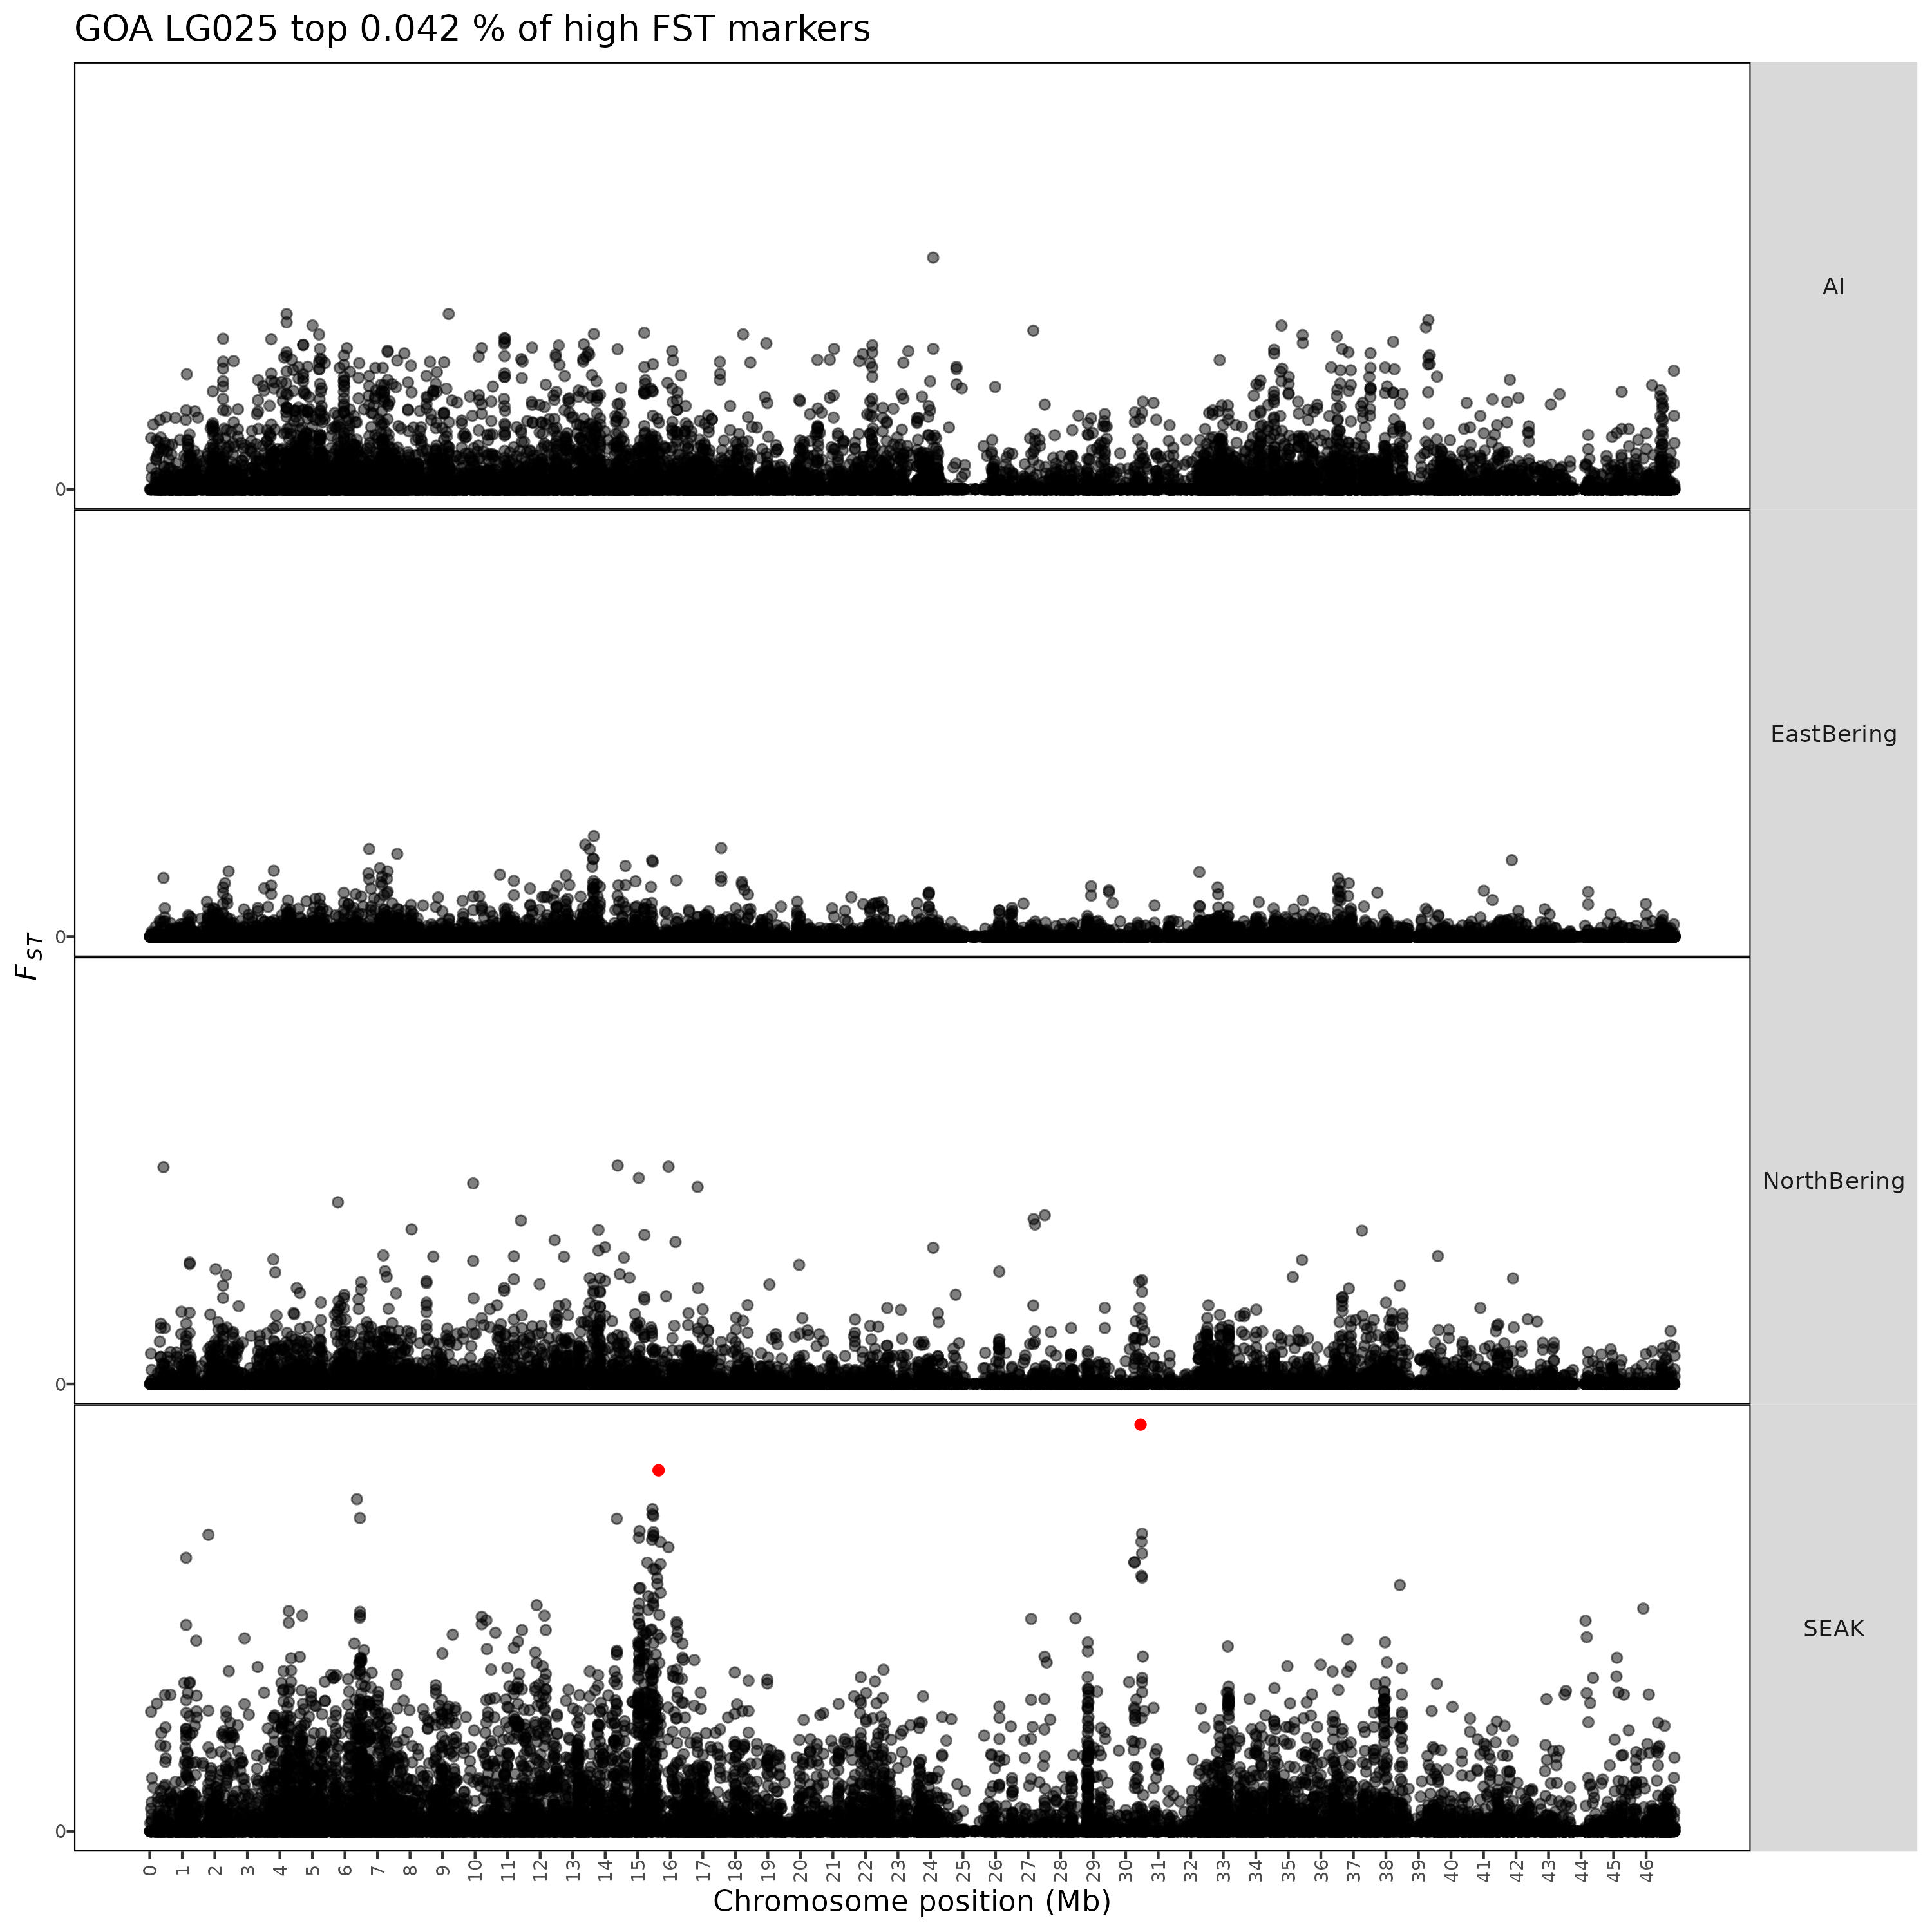 GOA LG025 top 0.042 % of high FST markers
AI
0
EastBering
0
F ST
NorthBering
0
SEAK
0
0 1 2 3 4 5 6 7 8 9 10 11 12 13 14 15 16 17 18 19 20 21 22 23 24 25 26 27 28 29 30 31 32 33 34 35 36 37 38 39 40 41 42 43 44 45 46
Chromosome position (Mb)